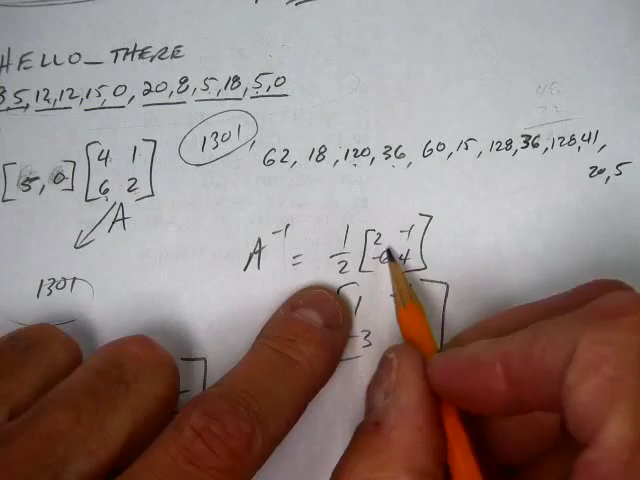 HELLO_THERE
8,5,12,12,15,0,20,8,5,18,5,0
1301, 62, 18, 120, 36, 60, 15, 128, 36, 128, 41,
20, 5
[5, 0] [4 1
6 2]
A
1301
A⁻¹ = 1/2 [2 -1
-6 4]
1
-3